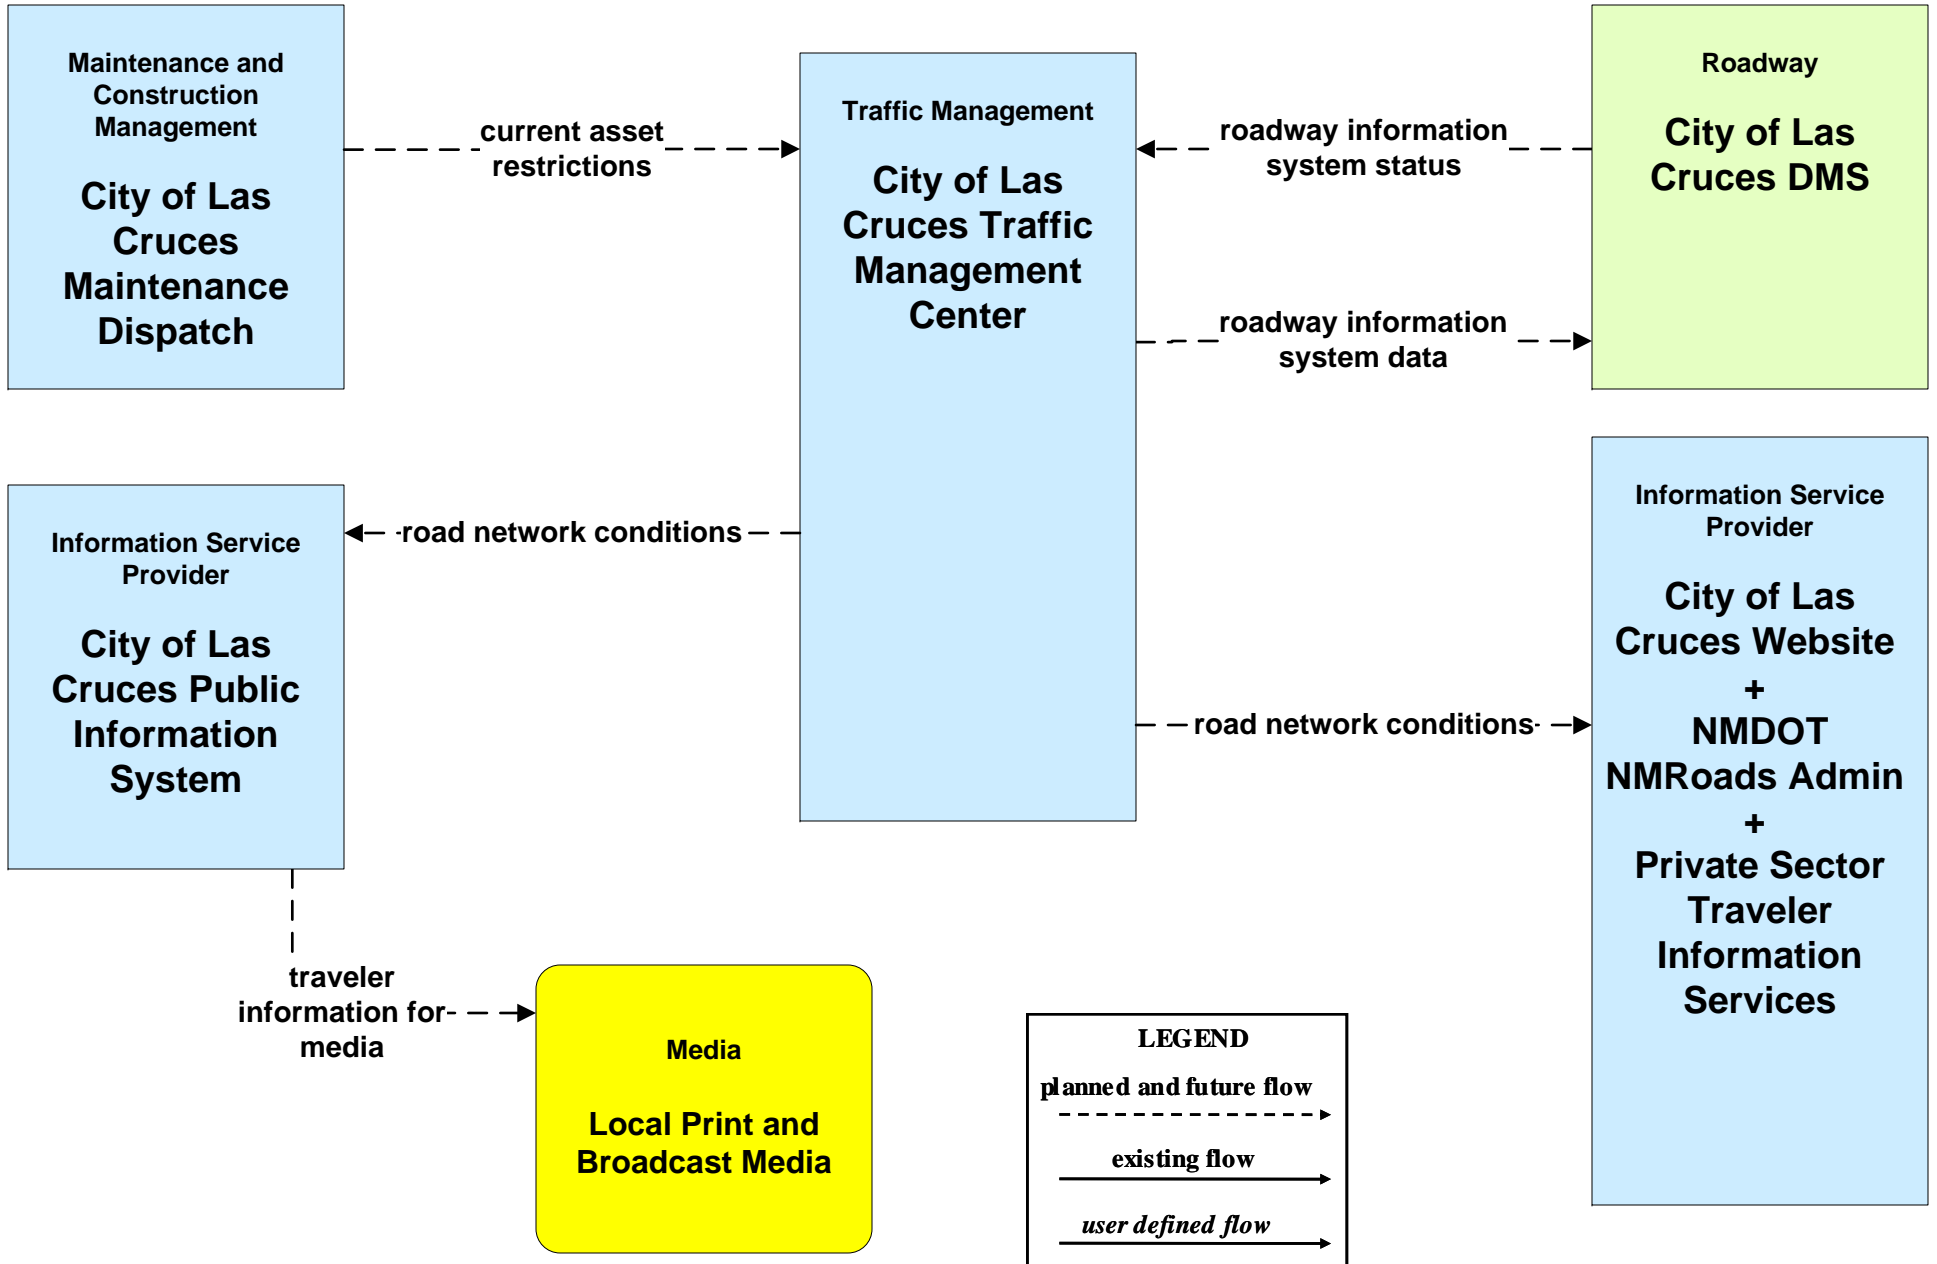 Maintenance and
Construction
Management
City of Las
Cruces
Maintenance
Dispatch
current asset
restrictions
Traffic Management
City of Las
Cruces Traffic
Management
Center
roadway information
system status
roadway information
system data
Roadway
City of Las
Cruces DMS
Information Service
Provider
City of Las
Cruces Public
Information
System
road network conditions
road network conditions
Information Service
Provider
City of Las
Cruces Website
+
NMDOT
NMRoads Admin
+
Private Sector
Traveler
Information
Services
traveler
information for
media
Media
Local Print and
Broadcast Media
LEGEND
planned and future flow
existing flow
user defined flow